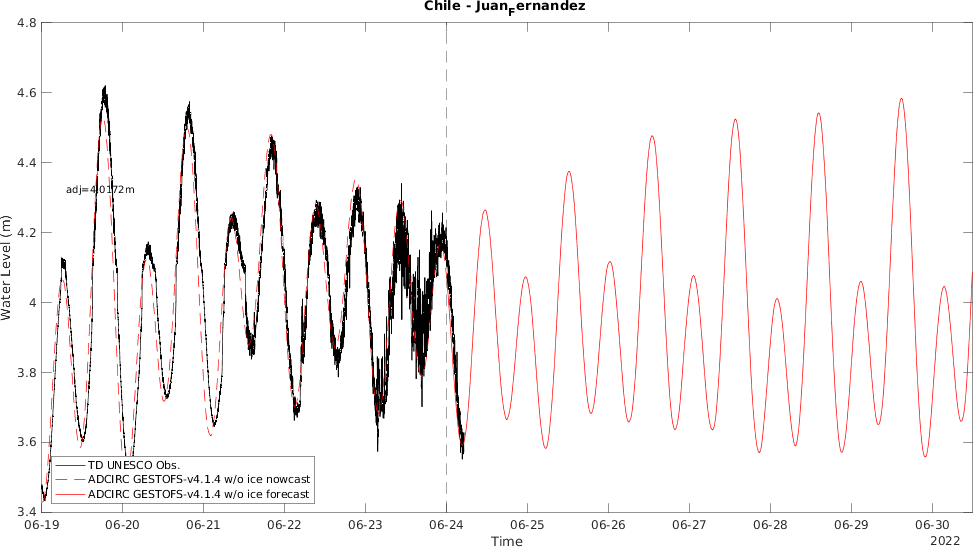 Chile - JuanFernandez
4.8
4.6
4.4
4.2
4
3.8
3.6
3.4
Water Level (m)
adj=4.0172m
TD UNESCO Obs.
ADCIRC GESTOFS-v4.1.4 w/o ice nowcast
ADCIRC GESTOFS-v4.1.4 w/o ice forecast
06-19 06-20 06-21 06-22 06-23 06-24 06-25 06-26 06-27 06-28 06-29 06-30
Time
2022